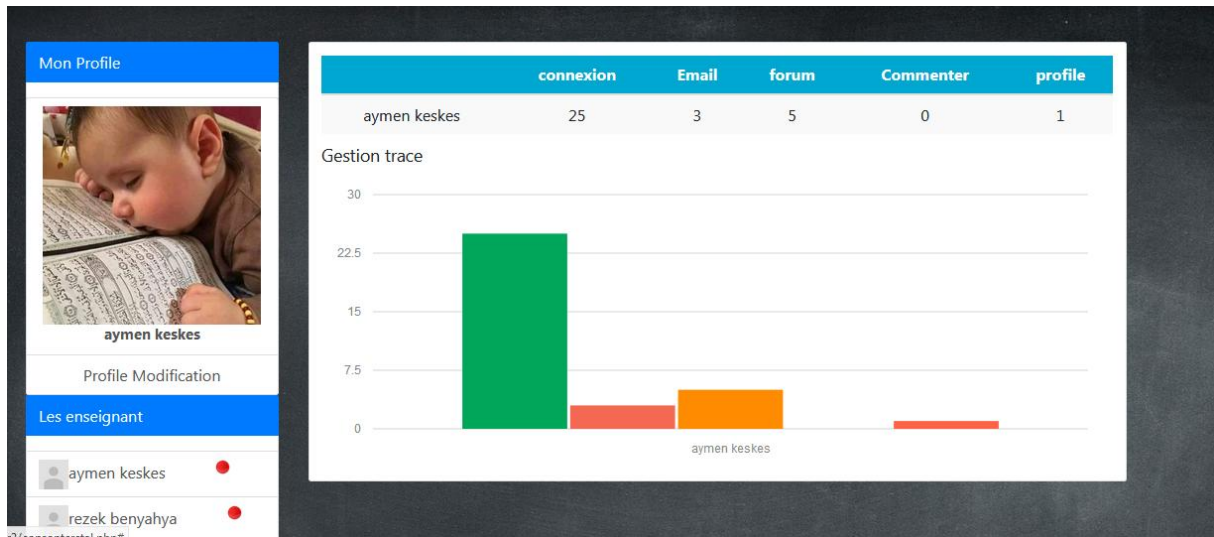 Mon Profile
aymen keskes
Profile Modification
Les enseignant
aymen keskes
rezek benyahya
connexion Email forum Commenter profile
aymen keskes 25 3 5 0 1
Gestion trace
30
22.5
15
7.5
0
aymen keskes